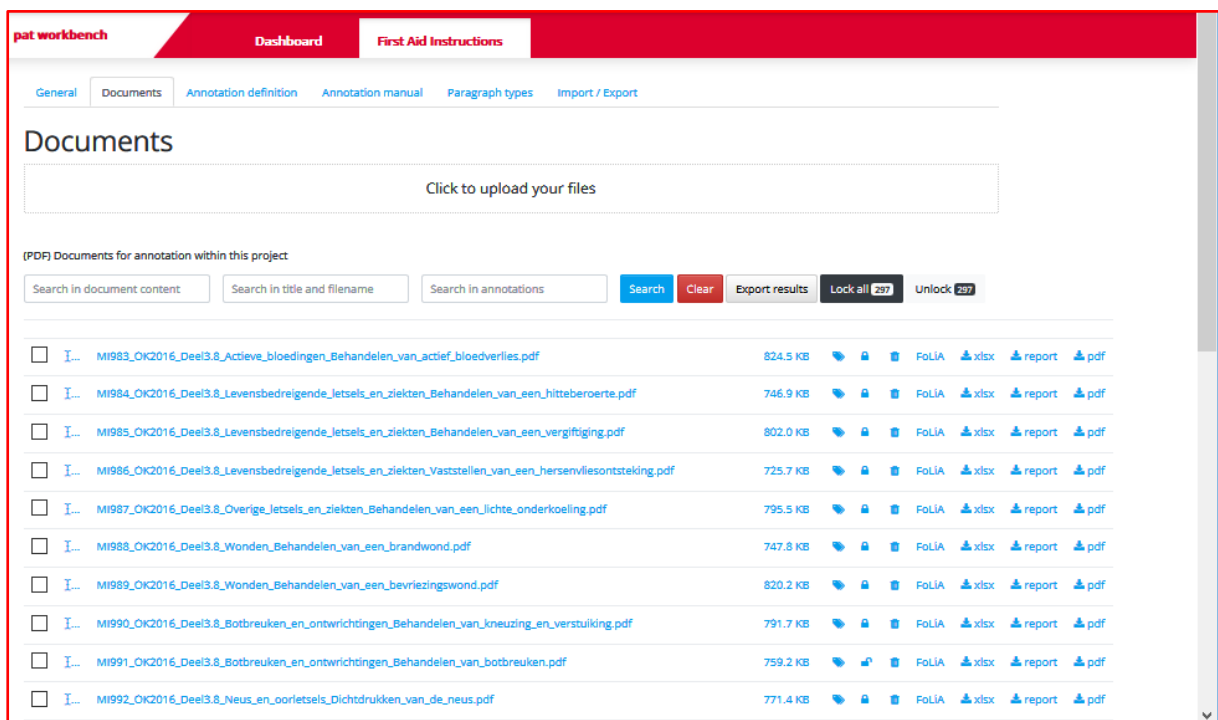 pat workbench Dashboard First Aid Instructions
General Documents Annotation definition Annotation manual Paragraph types Import / Export
Documents
Click to upload your files
(PDF) Documents for annotation within this project
Search in document content Search in title and filename Search in annotations Search Clear Export results Lock all 297 Unlock 297
I... MI983_OK2016_Deel3.8_Actieve_bloedingen_Behandelen_van_actief_bloedverlies.pdf 824.5 KB FoLiA xlsx report pdf
I... MI984_OK2016_Deel3.8_Levensbedreigende_letsels_en_ziekten_Behandelen_van_een_hitteberoerte.pdf 746.9 KB FoLiA xlsx report pdf
I... MI985_OK2016_Deel3.8_Levensbedreigende_letsels_en_ziekten_Behandelen_van_een_vergiftiging.pdf 802.0 KB FoLiA xlsx report pdf
I... MI986_OK2016_Deel3.8_Levensbedreigende_letsels_en_ziekten_Vaststellen_van_een_hersenvliesontsteking.pdf 725.7 KB FoLiA xlsx report pdf
I... MI987_OK2016_Deel3.8_Overige_letsels_en_ziekten_Behandelen_van_een_lichte_onderkoeling.pdf 795.5 KB FoLiA xlsx report pdf
I... MI988_OK2016_Deel3.8_Wonden_Behandelen_van_een_brandwond.pdf 747.8 KB FoLiA xlsx report pdf
I... MI989_OK2016_Deel3.8_Wonden_Behandelen_van_een_bevriezingswond.pdf 820.2 KB FoLiA xlsx report pdf
I... MI990_OK2016_Deel3.8_Botbreuken_en_ontwrichtingen_Behandelen_van_kneuzing_en_verstuiking.pdf 791.7 KB FoLiA xlsx report pdf
I... MI991_OK2016_Deel3.8_Botbreuken_en_ontwrichtingen_Behandelen_van_botbreuken.pdf 759.2 KB FoLiA xlsx report pdf
I... MI992_OK2016_Deel3.8_Neus_en_oorletsels_Dichtdrukken_van_de_neus.pdf 771.4 KB FoLiA xlsx report pdf